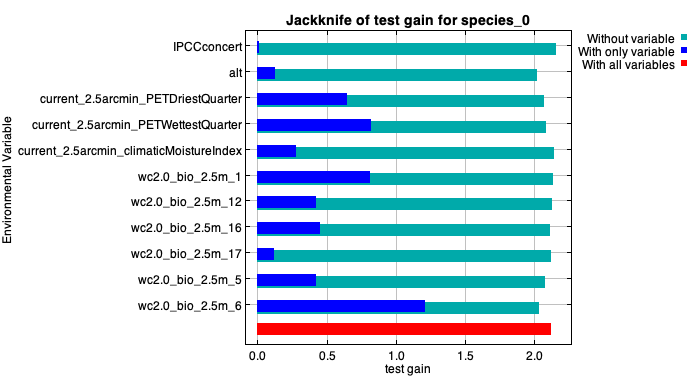 Jackknife of test gain for species_0
Without variable
With only variable
With all variables
Environmental Variable
IPCCconcert
alt
current_2.5arcmin_PETDriestQuarter
current_2.5arcmin_PETWettestQuarter
current_2.5arcmin_climaticMoistureIndex
wc2.0_bio_2.5m_1
wc2.0_bio_2.5m_12
wc2.0_bio_2.5m_16
wc2.0_bio_2.5m_17
wc2.0_bio_2.5m_5
wc2.0_bio_2.5m_6
0.0 0.5 1.0 1.5 2.0
test gain